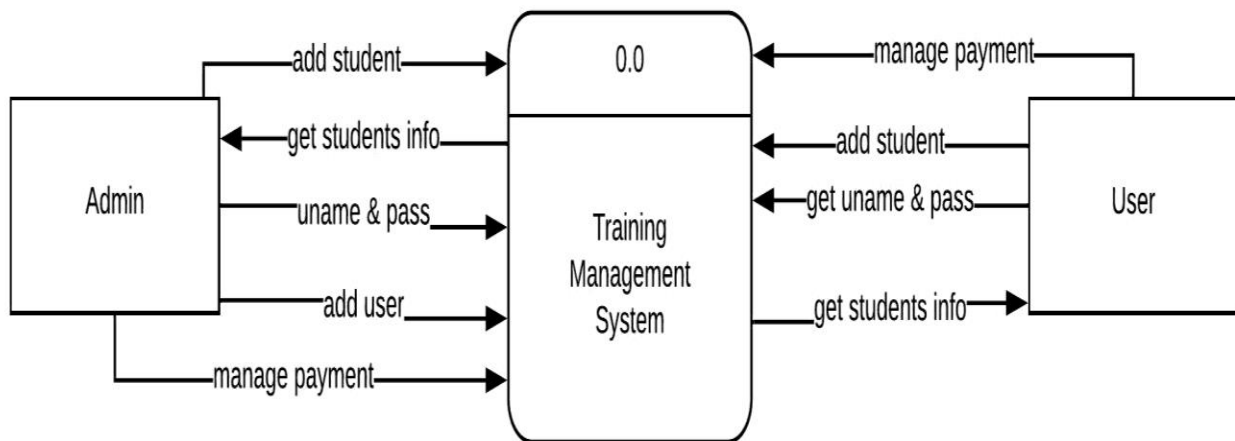 add student
get students info
Admin
uname & pass
add user
manage payment
0.0
Training
Management
System
manage payment
add student
get uname & pass
User
get students info